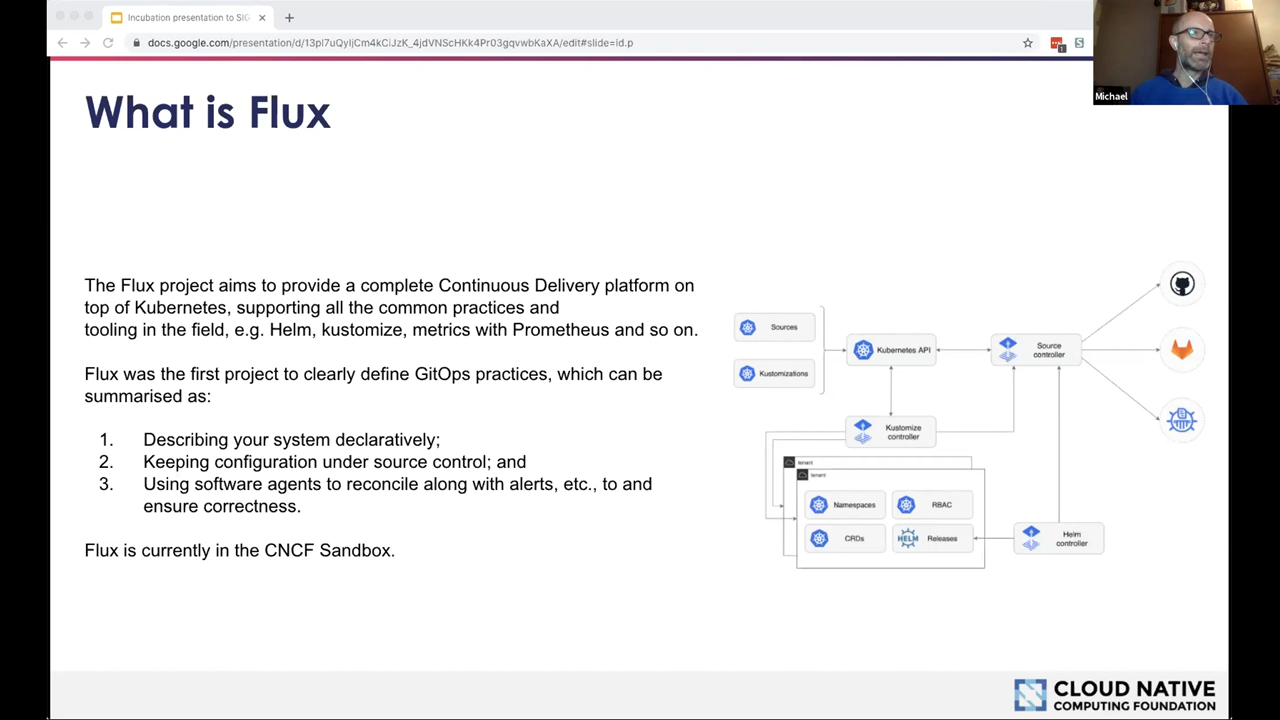 Incubation presentation to SIG
docs.google.com/presentation/d/13pl7uQyIjCm4kCiJzK_4jdVNScHKk4Pr03gqvwbKaXA/edit#slide=id.p
1
Michael
What is Flux
The Flux project aims to provide a complete Continuous Delivery platform on
top of Kubernetes, supporting all the common practices and
tooling in the field, e.g. Helm, kustomize, metrics with Prometheus and so on.
Flux was the first project to clearly define GitOps practices, which can be
summarised as:
1. Describing your system declaratively;
2. Keeping configuration under source control; and
3. Using software agents to reconcile along with alerts, etc., to and
ensure correctness.
Flux is currently in the CNCF Sandbox.
Sources
Kustomizations
Kubernetes API
Source
controller
Kustomize
controller
tenant
tenant
Namespaces
RBAC
CRDs
HELM
Releases
Helm
controller
CLOUD NATIVE
COMPUTING FOUNDATION